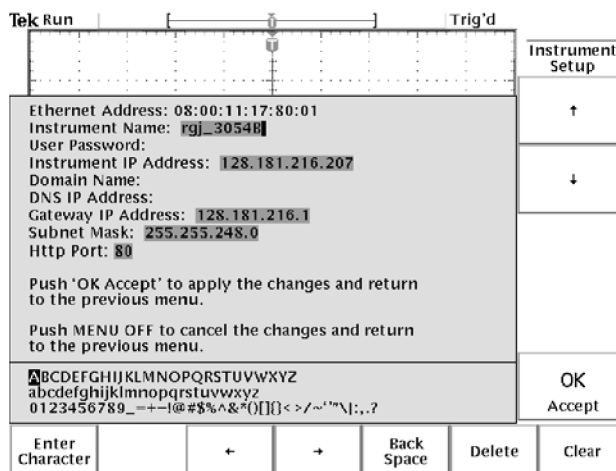 Tek Run Trig'd
Instrument
Setup
Ethernet Address: 08:00:11:17:80:01
Instrument Name: rgj_3054B
User Password:
Instrument IP Address: 128.181.216.207
Domain Name:
DNS IP Address:
Gateway IP Address: 128.181.216.1
Subnet Mask: 255.255.248.0
Http Port: 80
Push ‘OK Accept’ to apply the changes and return
to the previous menu.
Push MENU OFF to cancel the changes and return
to the previous menu.
ABCDEFGHIJKLMNOPQRSTUVWXYZ
abcdefghijklmnopqrstuvwxyz
0123456789_=+−!@#$%^&*()[]{}<>/~‘’"\|:,.?
↑
↓
OK
Accept
Enter
Character
←
→
Back
Space
Delete
Clear